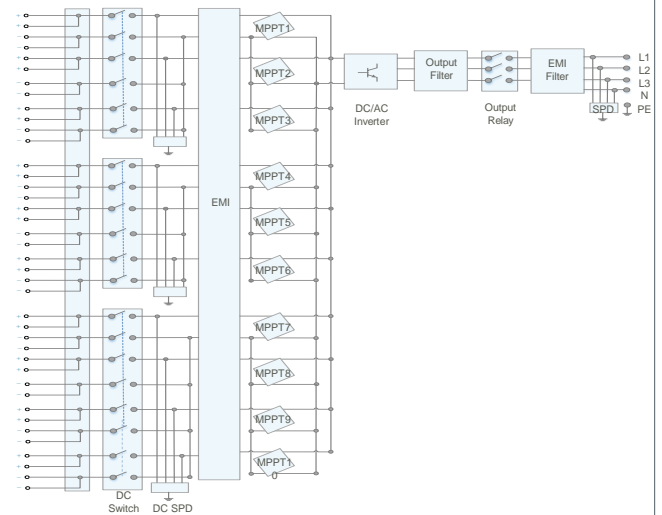 MPPT1
MPPT2
MPPT3
MPPT4
MPPT5
MPPT6
MPPT7
MPPT8
MPPT9
MPPT1
0
EMI
DC
Switch
DC SPD
DC/AC
Inverter
Output
Filter
Output
Relay
EMI
Filter
SPD
L1
L2
L3
N
PE